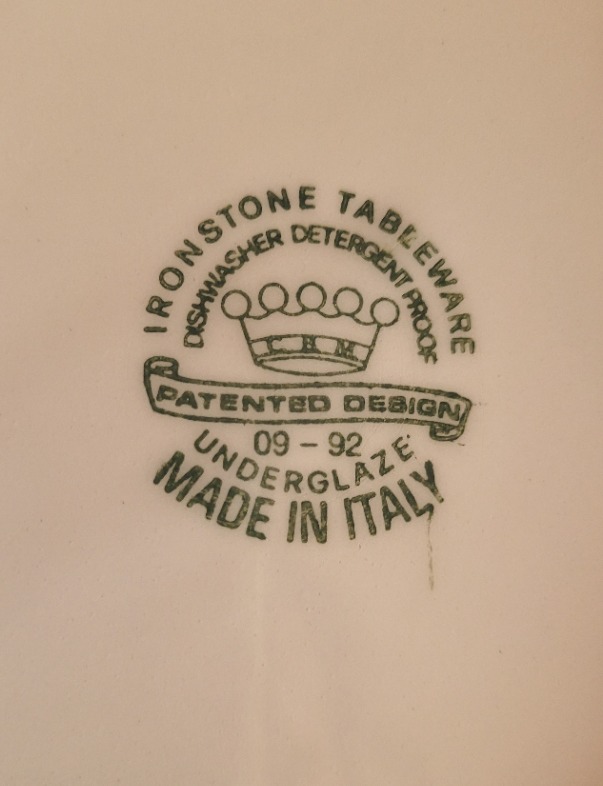 IRONSTONE TABLEWARE
DISHWASHER DETERGENT PROOF
PATENTED DESIGN
09 - 92
UNDERGLAZE
MADE IN ITALY